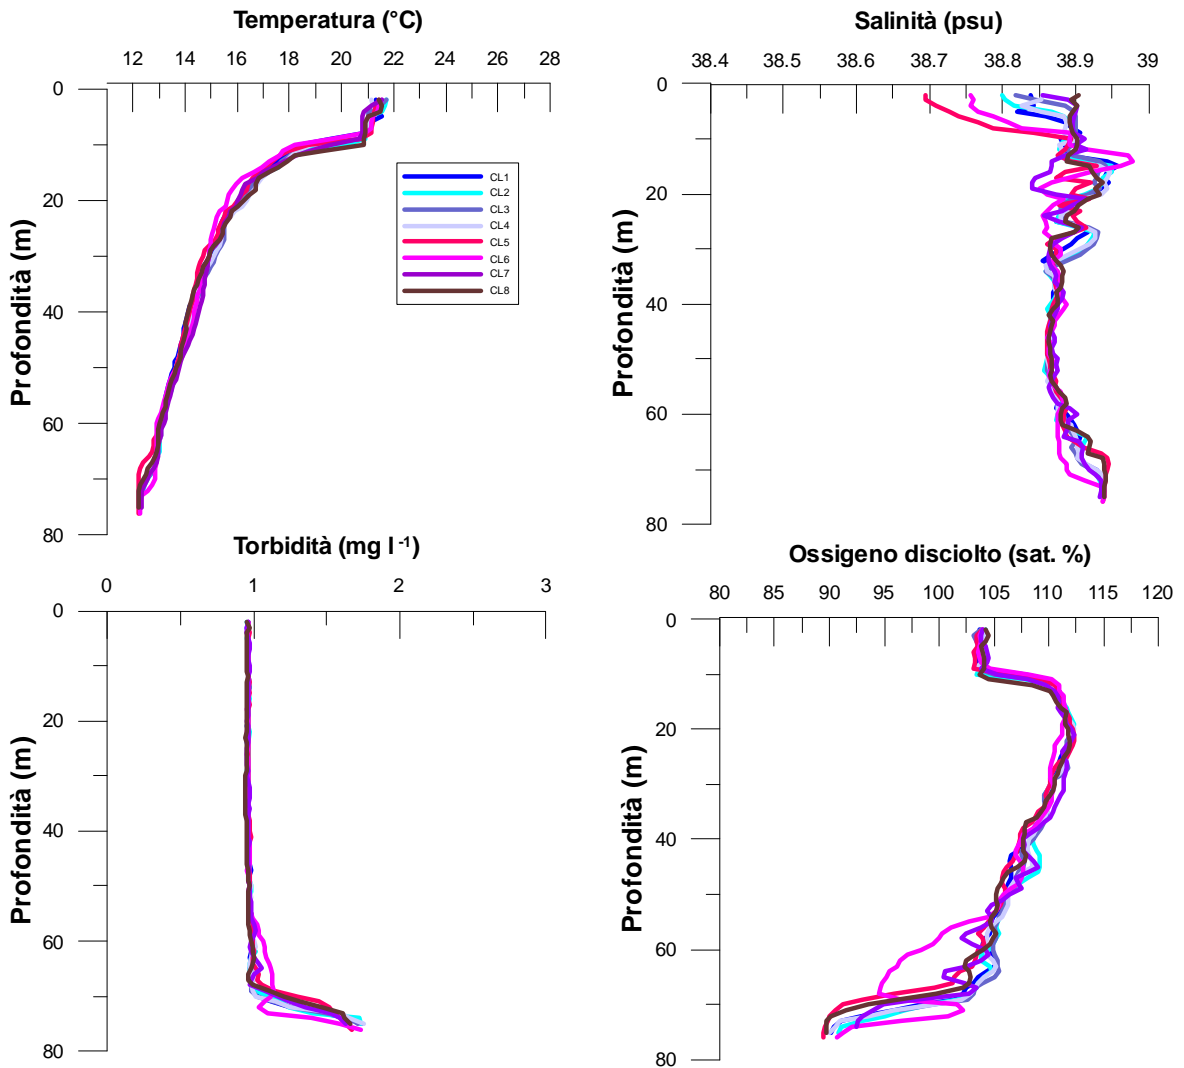 Temperatura (°C)
12 14 16 18 20 22 24 26 28
0
20
40
60
80
Profondità (m)
CL1
CL2
CL3
CL4
CL5
CL6
CL7
CL8
Salinità (psu)
38.4 38.5 38.6 38.7 38.8 38.9 39
0
20
40
60
80
Profondità (m)
Torbidità (mg l⁻¹)
0 1 2 3
0
20
40
60
80
Profondità (m)
Ossigeno disciolto (sat. %)
80 85 90 95 100 105 110 115 120
0
20
40
60
80
Profondità (m)